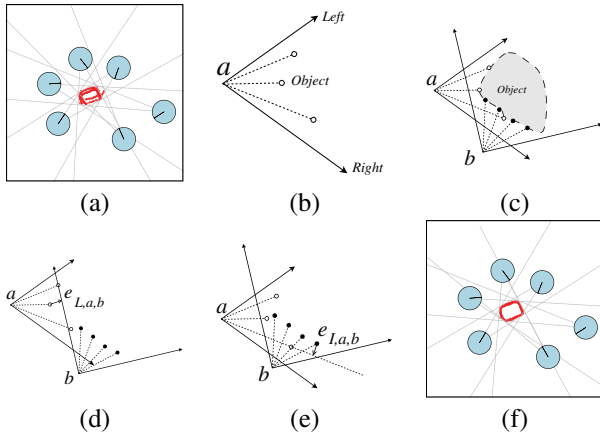 a
Left
Object
Right
a
Object
b
(a)
(b)
(c)
a
e L,a,b
b
a
e I,a,b
b
(d)
(e)
(f)